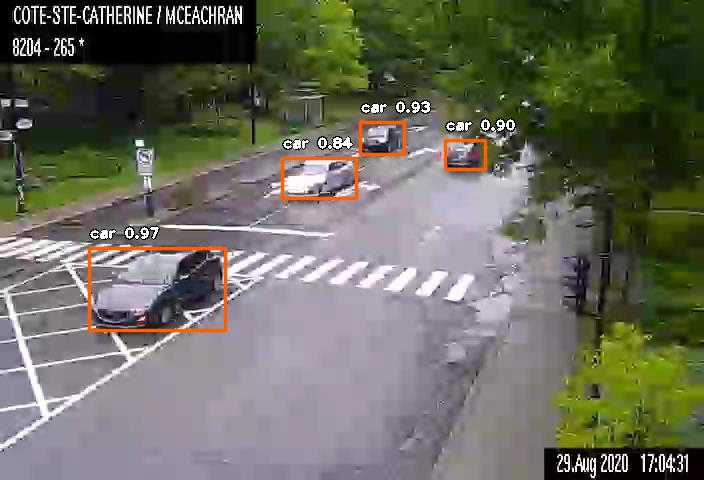 COTE-STE-CATHERINE / MCEACHRAN
8204 - 265 *
car 0.93
car 0.90
car 0.84
car 0.97
29.Aug 2020 17:04:31